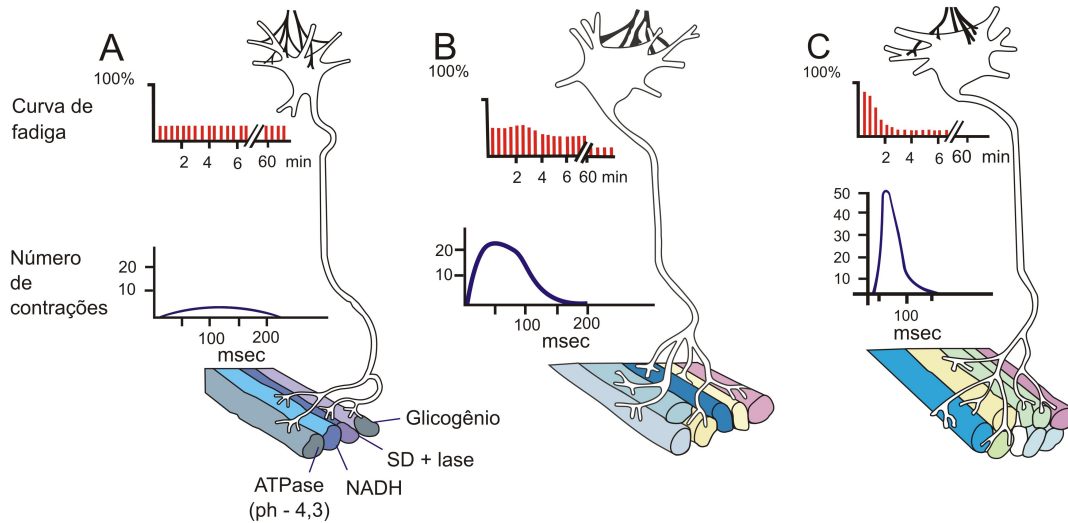 A
100%
Curva de
fadiga
2 4 6 60 min
Número
de
contrações
20
10
100 200
msec
Glicogênio
SD + lase
NADH
ATPase
(ph - 4,3)
B
100%
2 4 6 60 min
20
10
100 200
msec
C
100%
2 4 6 60
min
50
40
30
20
10
100
msec